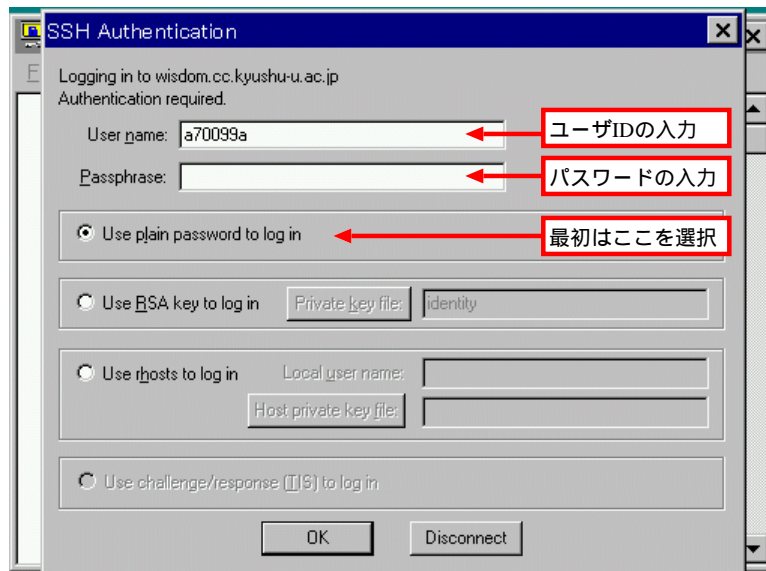 SSH Authentication
F
Logging in to wisdom.cc.kyushu-u.ac.jp
Authentication required.
User name: a70099a
ユーザIDの入力
Passphrase:
パスワードの入力
Use plain password to log in
最初はここを選択
Use RSA key to log in Private key file: identity
Use rhosts to log in Local user name:
Host private key file:
Use challenge/response (TIS) to log in
OK Disconnect